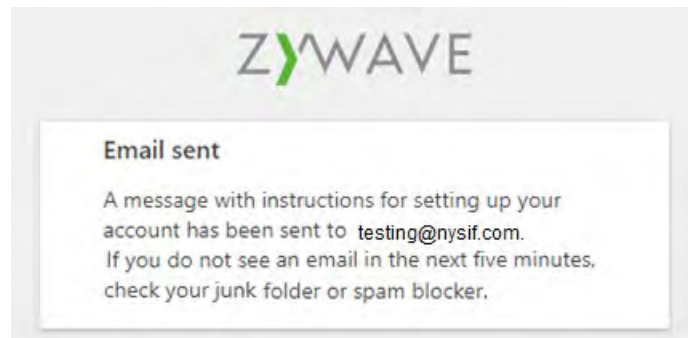 ZYWAVE
Email sent
A message with instructions for setting up your
account has been sent to testing@nysif.com.
If you do not see an email in the next five minutes,
check your junk folder or spam blocker.